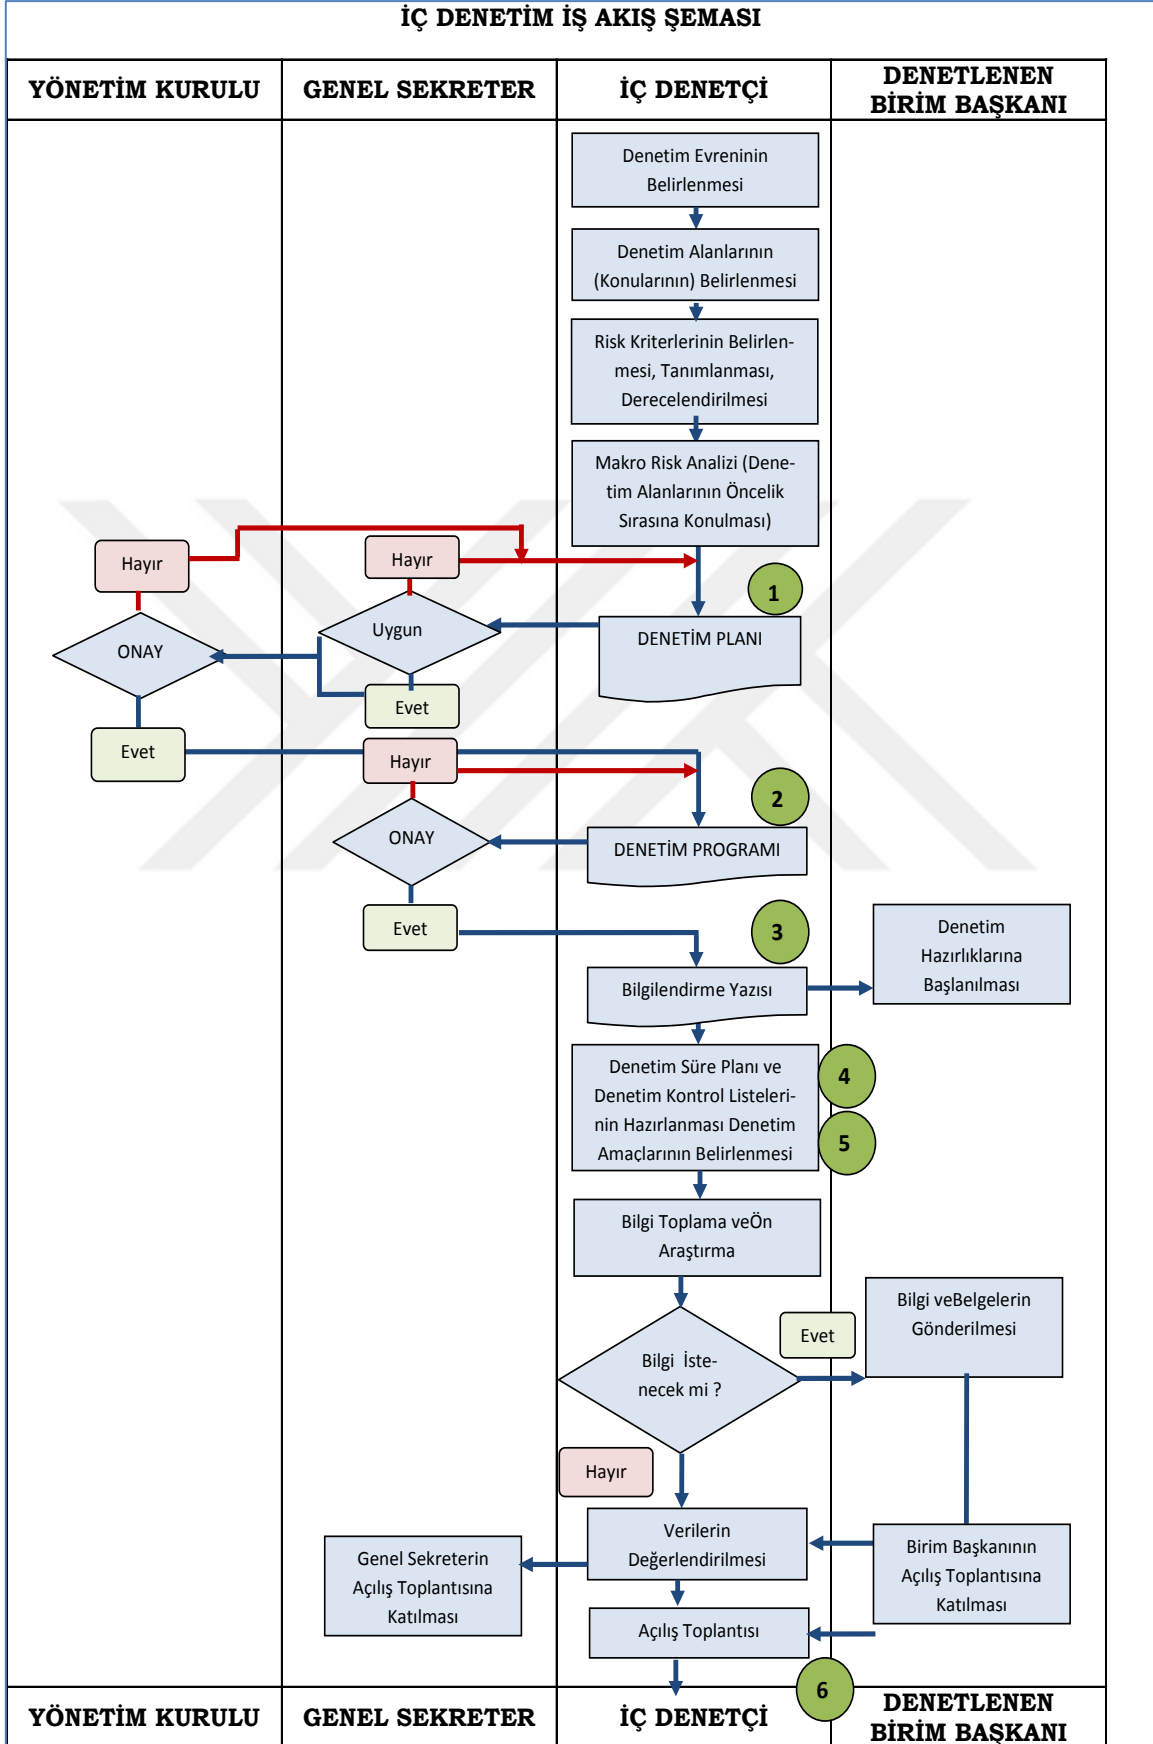 İÇ DENETİM İŞ AKIŞ ŞEMASI
YÖNETİM KURULU
GENEL SEKRETER
İÇ DENETÇİ
DENETLENEN
BİRİM BAŞKANI
Denetim Evreninin
Belirlenmesi
Denetim Alanlarının
(Konularının) Belirlenmesi
Risk Kriterlerinin Belirlen-
mesi, Tanımlanması,
Derecelendirilmesi
Makro Risk Analizi (Dene-
tim Alanlarının Öncelik
Sırasına Konulması)
Hayır
Hayır
1
Uygun
DENETİM PLANI
ONAY
Evet
Evet
Hayır
2
ONAY
DENETİM PROGRAMI
Evet
3
Denetim
Hazırlıklarına
Başlanılması
Bilgilendirme Yazısı
Denetim Süre Planı ve
Denetim Kontrol Listeleri-
nin Hazırlanması Denetim
Amaçlarının Belirlenmesi
4
5
Bilgi Toplama veÖn
Araştırma
Bilgi veBelgelerin
Gönderilmesi
Evet
Bilgi İste-
necek mi ?
Hayır
Verilerin
Değerlendirilmesi
Genel Sekreterin
Açılış Toplantısına
Katılması
Birim Başkanının
Açılış Toplantısına
Katılması
Açılış Toplantısı
6
YÖNETİM KURULU
GENEL SEKRETER
İÇ DENETÇİ
DENETLENEN
BİRİM BAŞKANI